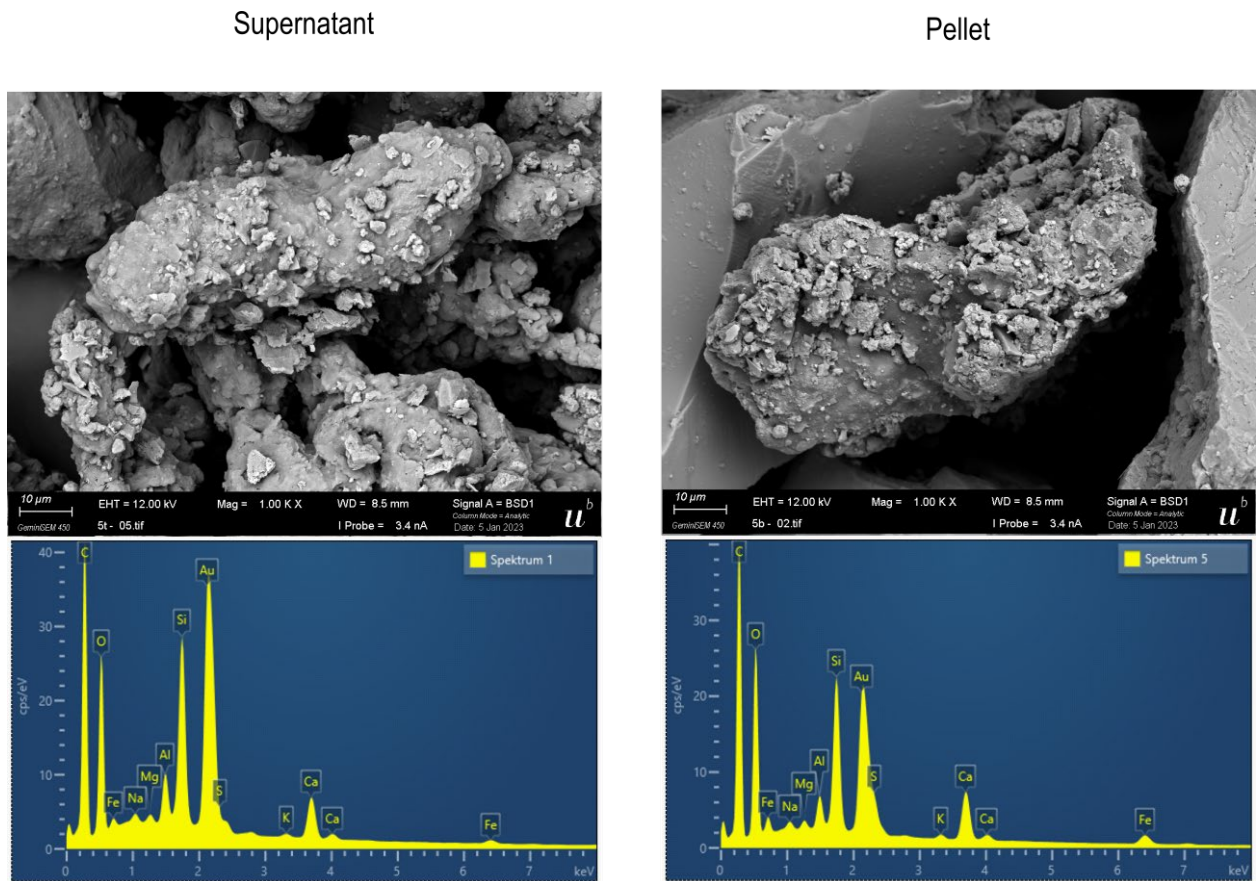 Supernatant
Pellet
10 µm
EHT = 12.00 kV
Mag = 1.00 K X
WD = 8.5 mm
Signal A = BSD1
Column Mode = Analytic
GeminiSEM 450
5t - 05.tif
I Probe = 3.4 nA
Date: 5 Jan 2023
u
b
10 µm
EHT = 12.00 kV
Mag = 1.00 K X
WD = 8.5 mm
Signal A = BSD1
Column Mode = Analytic
GeminiSEM 450
5b - 02.tif
I Probe = 3.4 nA
Date: 5 Jan 2023
u
b
Spektrum 1
40
30
20
10
0
cps/eV
C
O
Fe
Na
Mg
Al
Si
Au
S
K
Ca
Ca
Fe
0
1
2
3
4
5
6
7
keV
Spektrum 5
30
20
10
0
cps/eV
C
O
Fe
Na
Mg
Al
Si
Au
S
K
Ca
Ca
Fe
0
1
2
3
4
5
6
7
keV